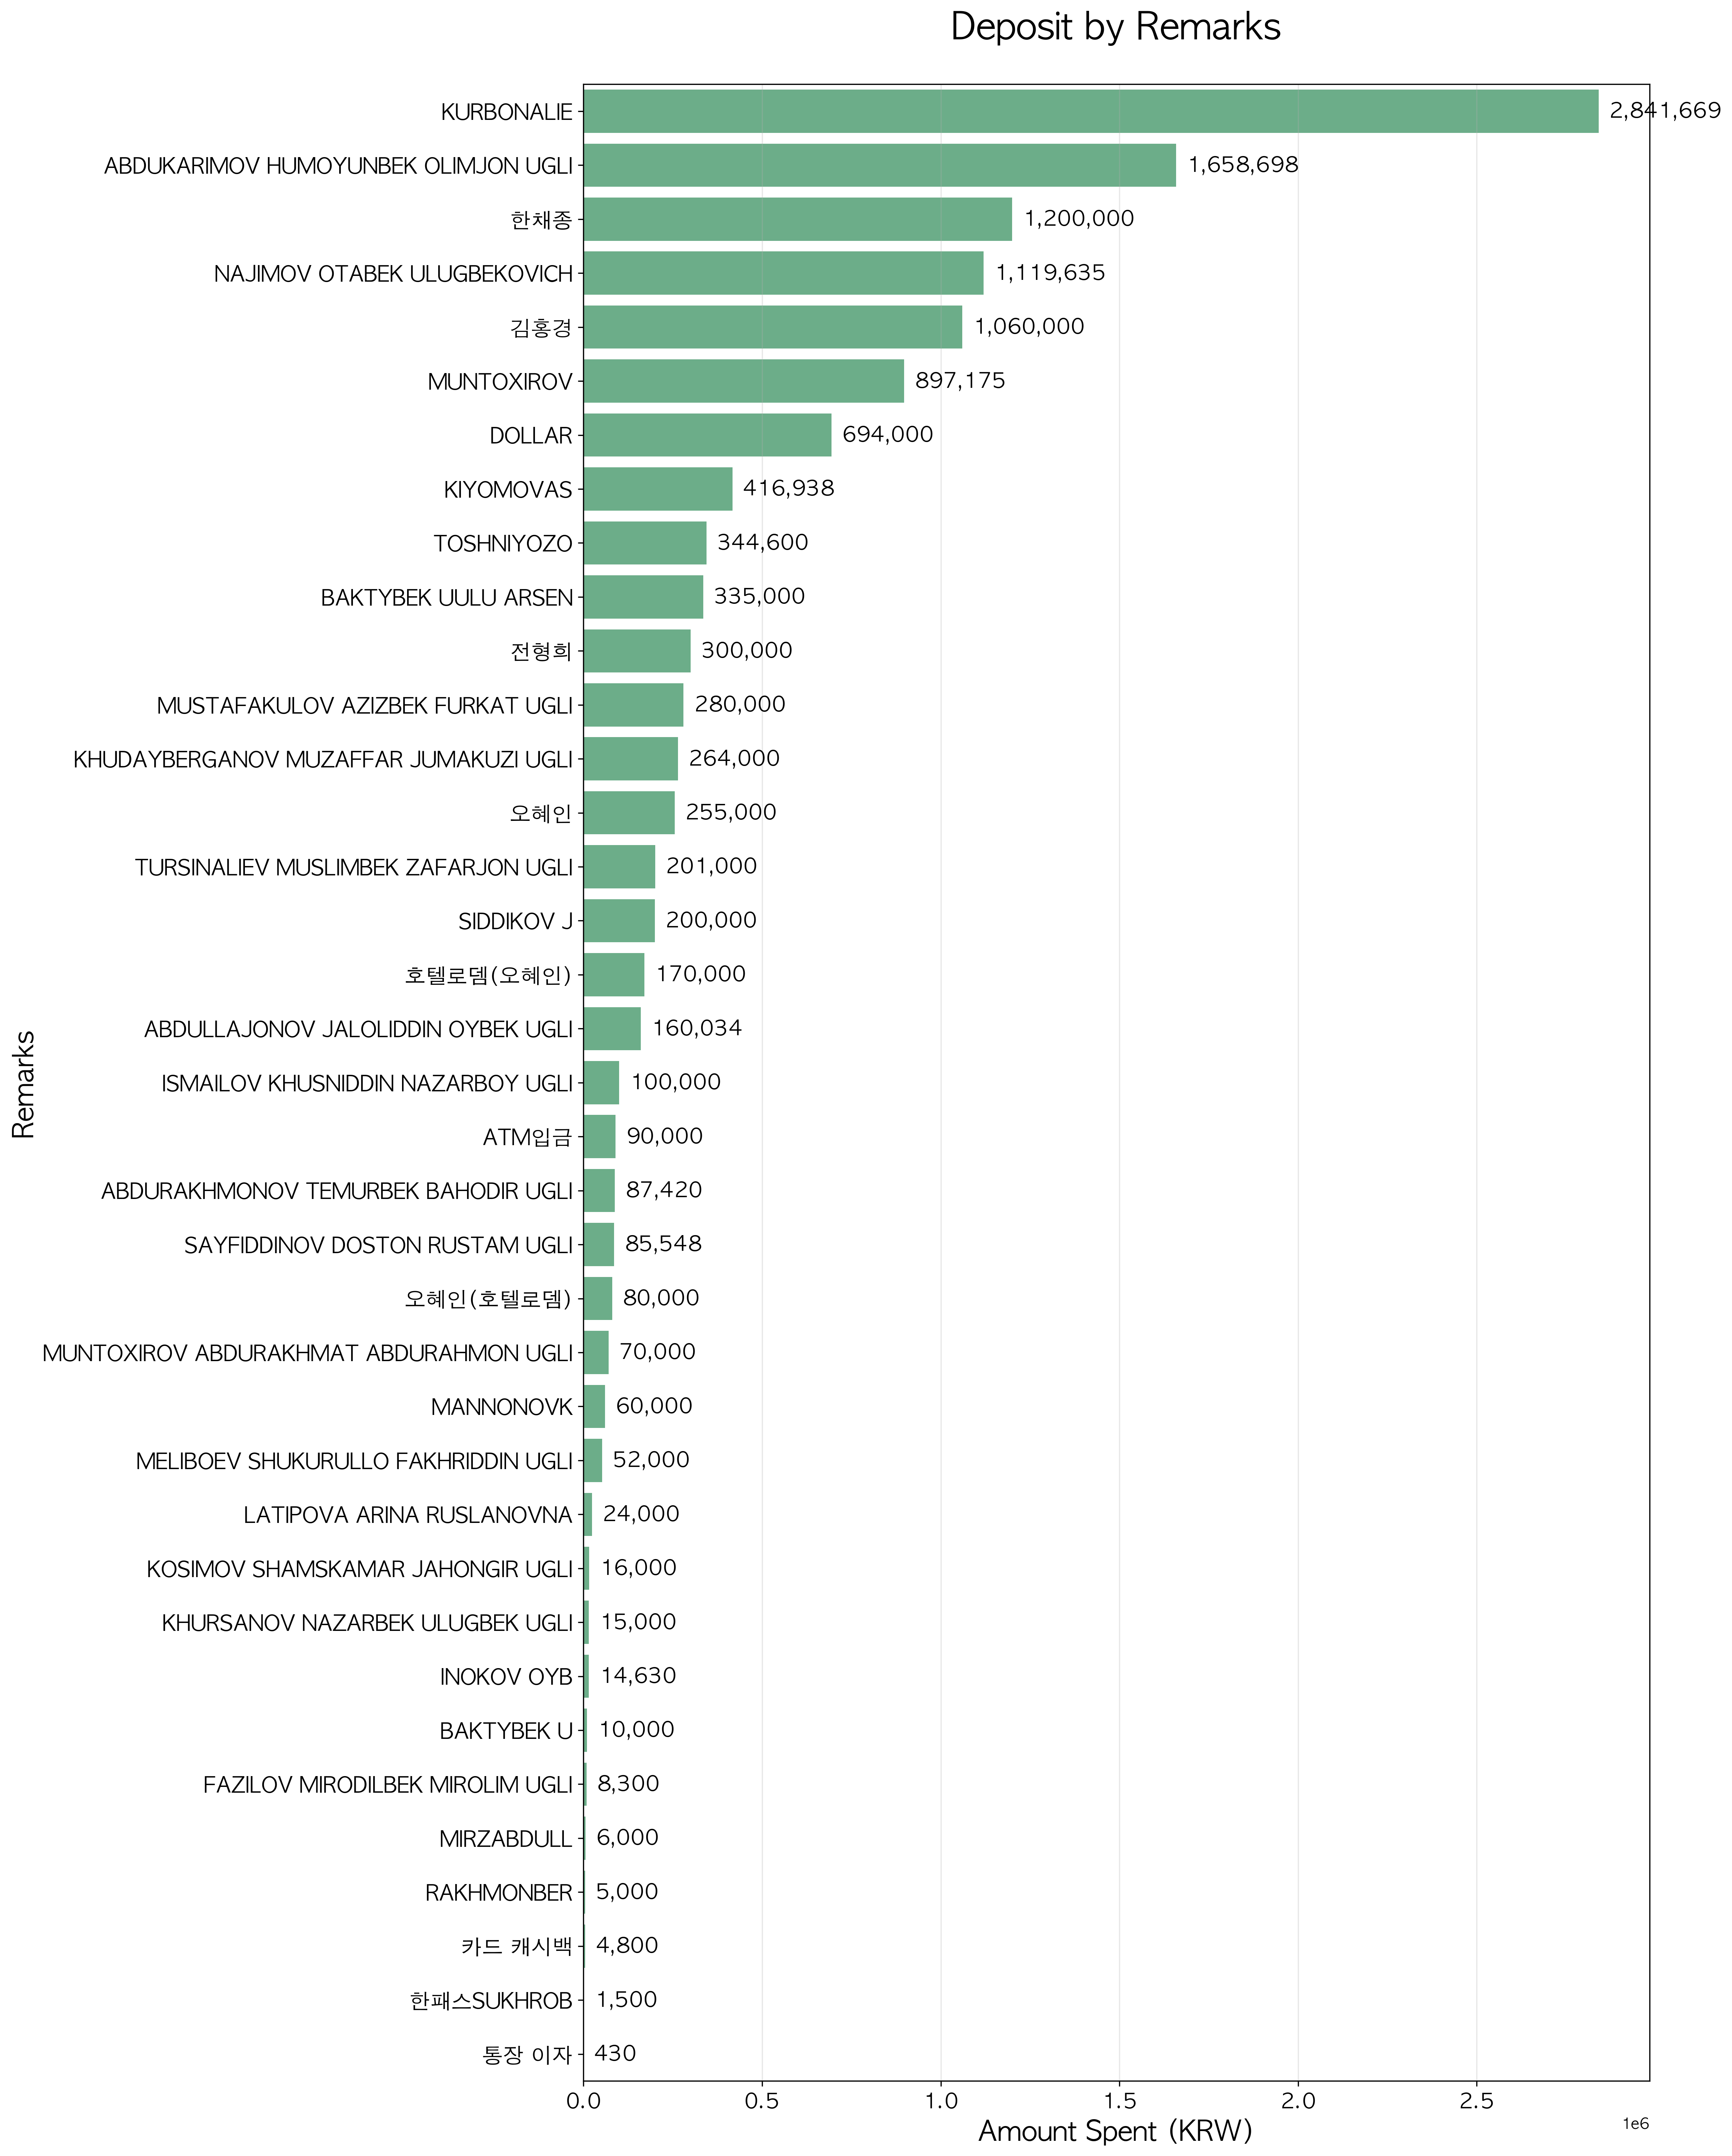 Deposit by Remarks
KURBONALIE 2,841,669
ABDUKARIMOV HUMOYUNBEK OLIMJON UGLI 1,658,698
한채종 1,200,000
NAJIMOV OTABEK ULUGBEKOVICH 1,119,635
김홍경 1,060,000
MUNTOXIROV 897,175
DOLLAR 694,000
KIYOMOVAS 416,938
TOSHNIYOZO 344,600
BAKTYBEK UULU ARSEN 335,000
전형희 300,000
MUSTAFAKULOV AZIZBEK FURKAT UGLI 280,000
KHUDAYBERGANOV MUZAFFAR JUMAKUZI UGLI 264,000
오혜인 255,000
TURSINALIEV MUSLIMBEK ZAFARJON UGLI 201,000
SIDDIKOV J 200,000
호텔로뎀(오혜인) 170,000
ABDULLAJONOV JALOLIDDIN OYBEK UGLI 160,034
ISMAILOV KHUSNIDDIN NAZARBOY UGLI 100,000
ATM입금 90,000
ABDURAKHMONOV TEMURBEK BAHODIR UGLI 87,420
SAYFIDDINOV DOSTON RUSTAM UGLI 85,548
오혜인(호텔로뎀) 80,000
MUNTOXIROV ABDURAKHMAT ABDURAHMON UGLI 70,000
MANNONOVK 60,000
MELIBOEV SHUKURULLO FAKHRIDDIN UGLI 52,000
LATIPOVA ARINA RUSLANOVNA 24,000
KOSIMOV SHAMSKAMAR JAHONGIR UGLI 16,000
KHURSANOV NAZARBEK ULUGBEK UGLI 15,000
INOKOV OYB 14,630
BAKTYBEK U 10,000
FAZILOV MIRODILBEK MIROLIM UGLI 8,300
MIRZABDULL 6,000
RAKHMONBER 5,000
카드 캐시백 4,800
한패스SUKHROB 1,500
통장 이자 430
Remarks
0.0 0.5 1.0 1.5 2.0 2.5
1e6
Amount Spent (KRW)